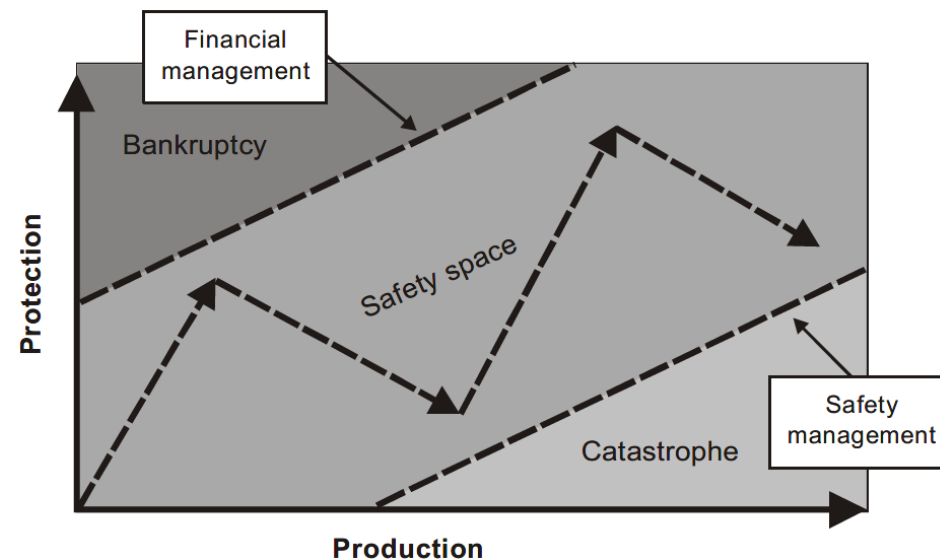 Financial
management
Bankruptcy
Protection
Safety space
Safety
management
Catastrophe
Production